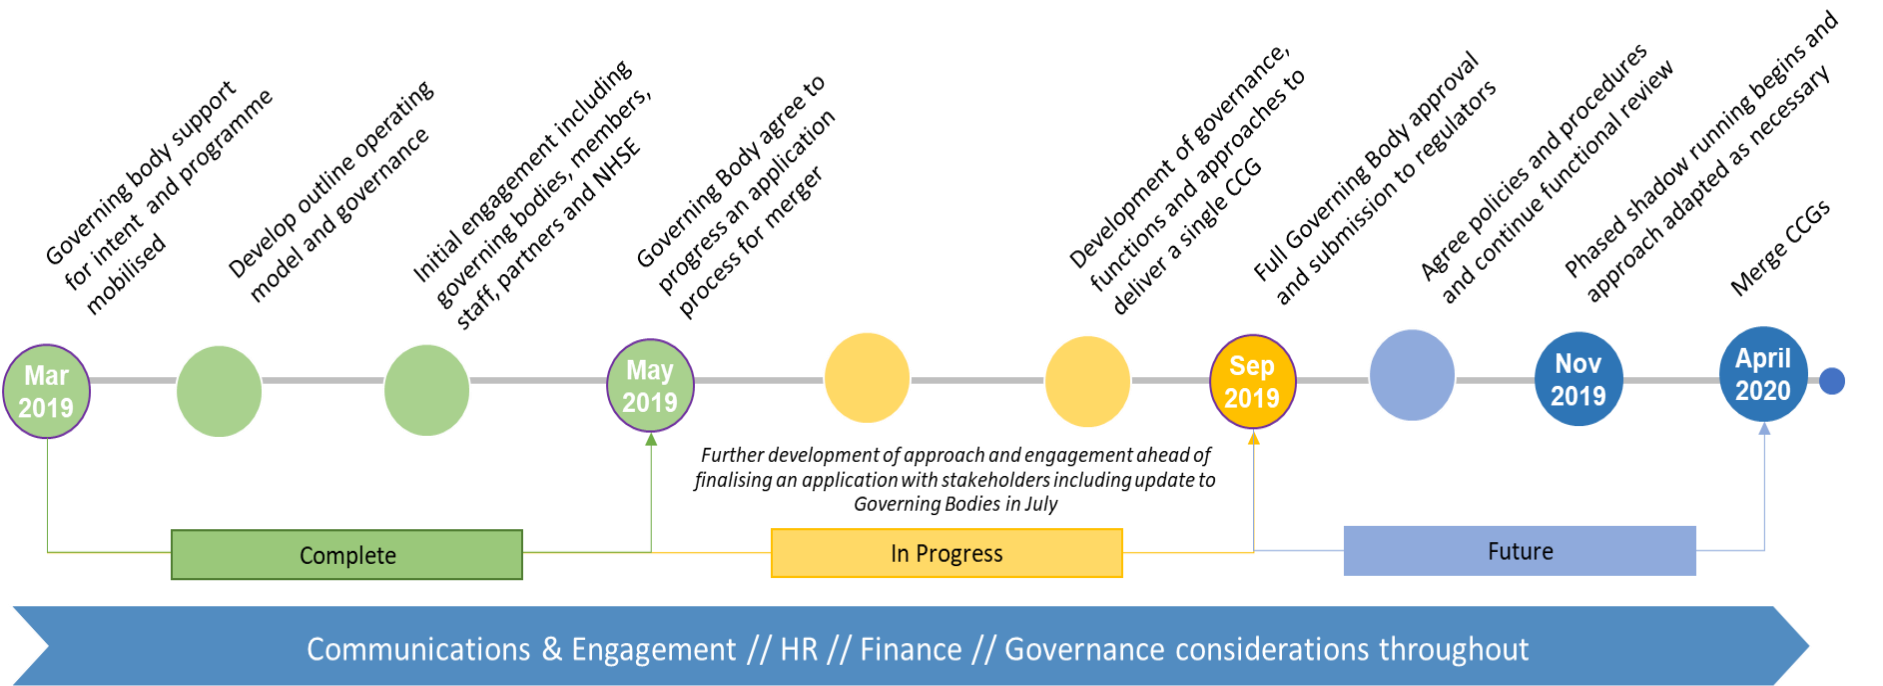 Governing body support
for intent and programme
mobilised
Develop outline operating
model and governance
Initial engagement including
governing bodies, members,
staff, partners and NHSE
Governing Body agree to
progress an application
process for merger
Development of governance,
functions and approaches to
deliver a single CCG
Full Governing Body approval
and submission to regulators
Agree policies and procedures
and continue functional review
Phased shadow running begins and
approach adapted as necessary
Merge CCGs
Mar
2019
May
2019
Sep
2019
Nov
2019
April
2020
Further development of approach and engagement ahead of
finalising an application with stakeholders including update to
Governing Bodies in July
Complete
In Progress
Future
Communications & Engagement // HR // Finance // Governance considerations throughout